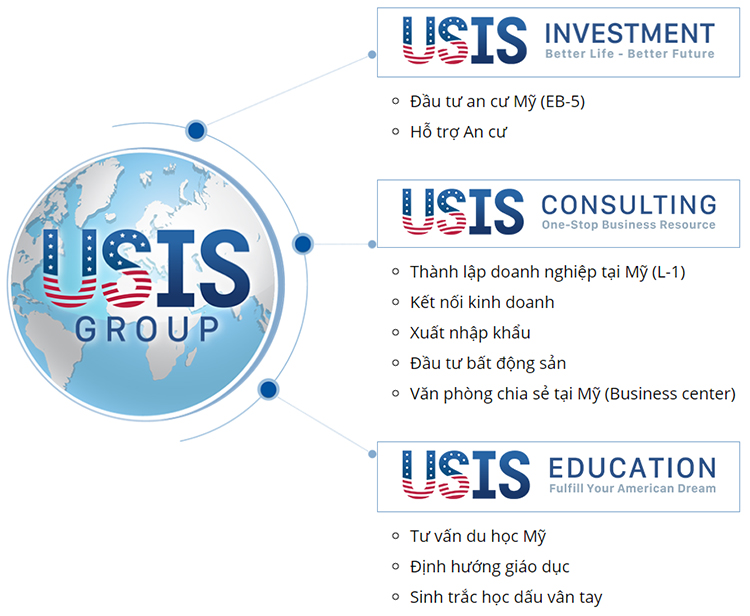 USIS
GROUP
USIS INVESTMENT
Better Life - Better Future
Đầu tư an cư Mỹ (EB-5)
Hỗ trợ An cư
USIS CONSULTING
One-Stop Business Resource
Thành lập doanh nghiệp tại Mỹ (L-1)
Kết nối kinh doanh
Xuất nhập khẩu
Đầu tư bất động sản
Văn phòng chia sẻ tại Mỹ (Business center)
USIS EDUCATION
Fulfill Your American Dream
Tư vấn du học Mỹ
Định hướng giáo dục
Sinh trắc học dấu vân tay